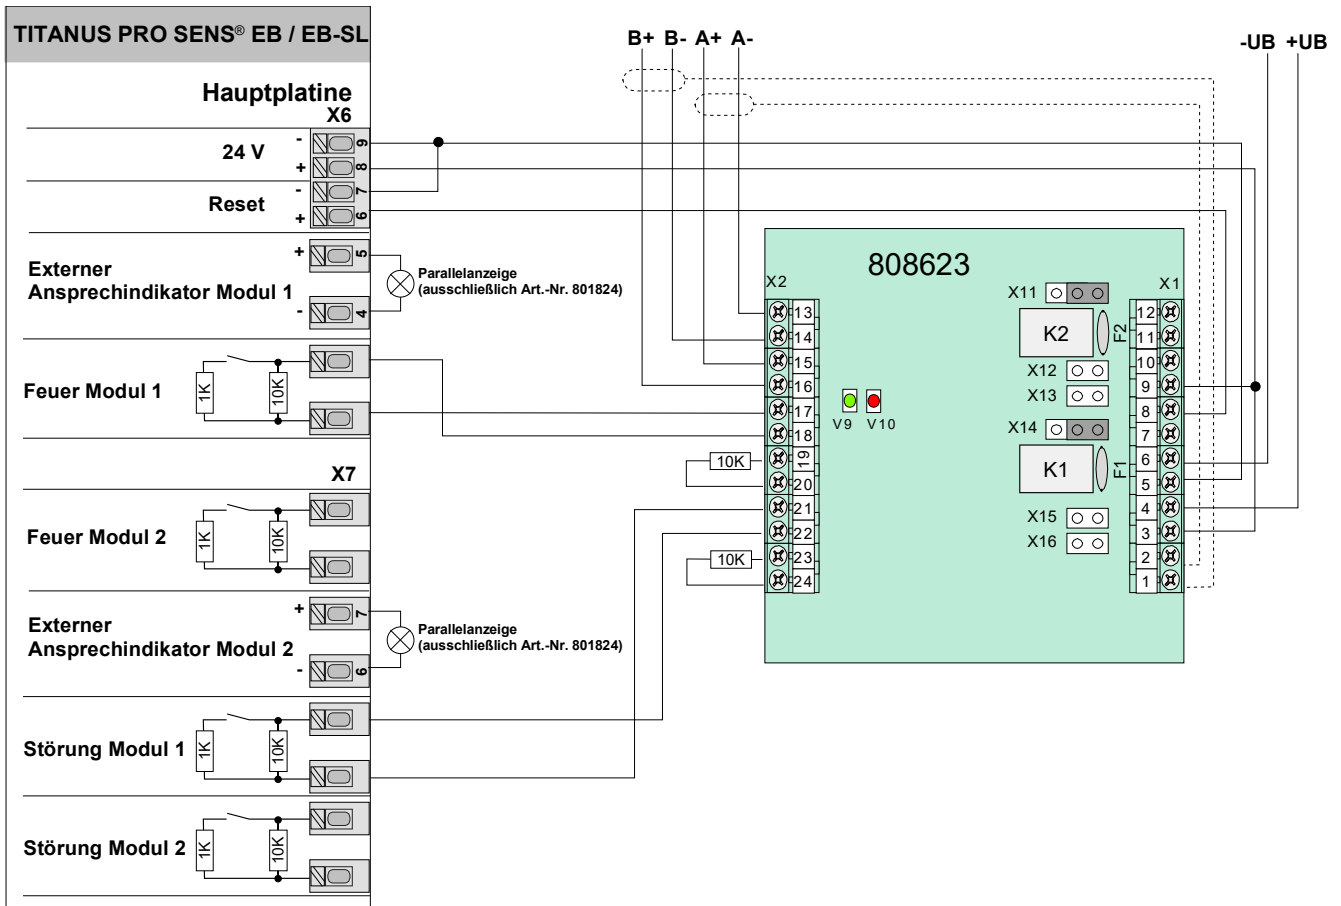 TITANUS PRO SENS® EB / EB-SL
B+ B- A+ A-
-UB +UB
Hauptplatine
X6
24 V
- 9
+ 8
Reset
- 7
+ 6
Externer
Ansprechindikator Modul 1
+ 5
- 4
Parallelanzeige
(ausschließlich Art.-Nr. 801824)
Feuer Modul 1
1K
10K
X7
Feuer Modul 2
1K
10K
Externer
Ansprechindikator Modul 2
+ 7
- 6
Parallelanzeige
(ausschließlich Art.-Nr. 801824)
Störung Modul 1
1K
10K
Störung Modul 2
1K
10K
808623
X2
13
14
15
16
17
18
19
20
21
22
23
24
10K
10K
V9 V10
X11
K2
F2
X12
X13
X14
K1
F1
X15
X16
X1
12
11
10
9
8
7
6
5
4
3
2
1